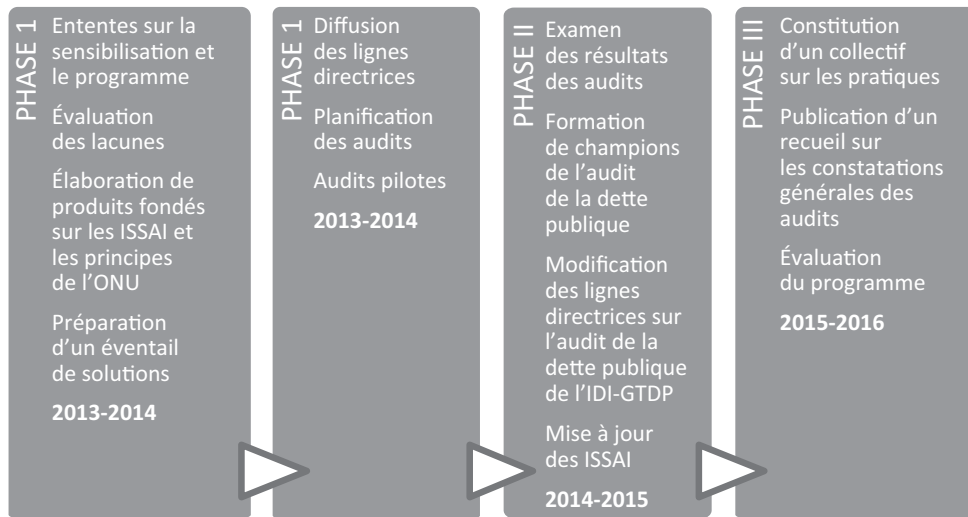 PHASE 1
Ententes sur la
sensibilisation et
le programme
Évaluation
des lacunes
Élaboration de
produits fondés
sur les ISSAI et
les principes
de l’ONU
Préparation
d’un éventail
de solutions
2013-2014
PHASE 1
Diffusion
des lignes
directrices
Planification
des audits
Audits pilotes
2013-2014
PHASE II
Examen
des résultats
des audits
Formation
de champions
de l’audit
de la dette
publique
Modification
des lignes
directrices sur
l’audit de la
dette publique
de l’IDI-GTDP
Mise à jour
des ISSAI
2014-2015
PHASE III
Constitution
d’un collectif
sur les pratiques
Publication d’un
recueil sur
les constatations
générales des
audits
Évaluation
du programme
2015-2016